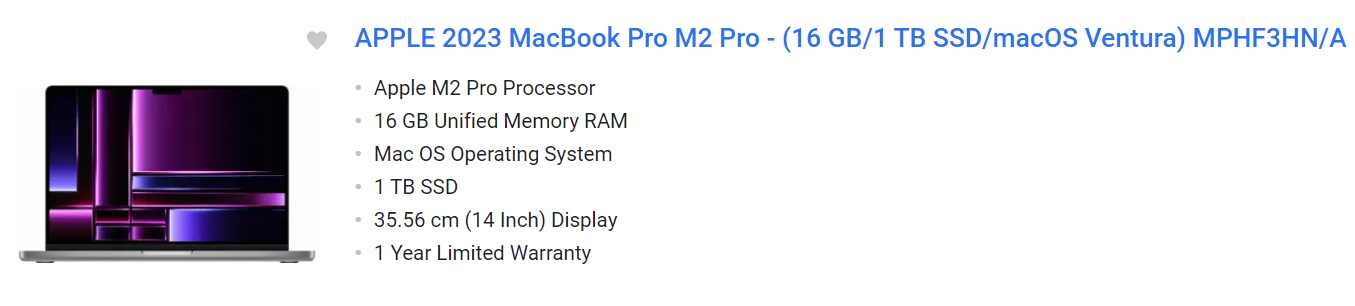 APPLE 2023 MacBook Pro M2 Pro - (16 GB/1 TB SSD/macOS Ventura) MPHF3HN/A
Apple M2 Pro Processor
16 GB Unified Memory RAM
Mac OS Operating System
1 TB SSD
35.56 cm (14 Inch) Display
1 Year Limited Warranty